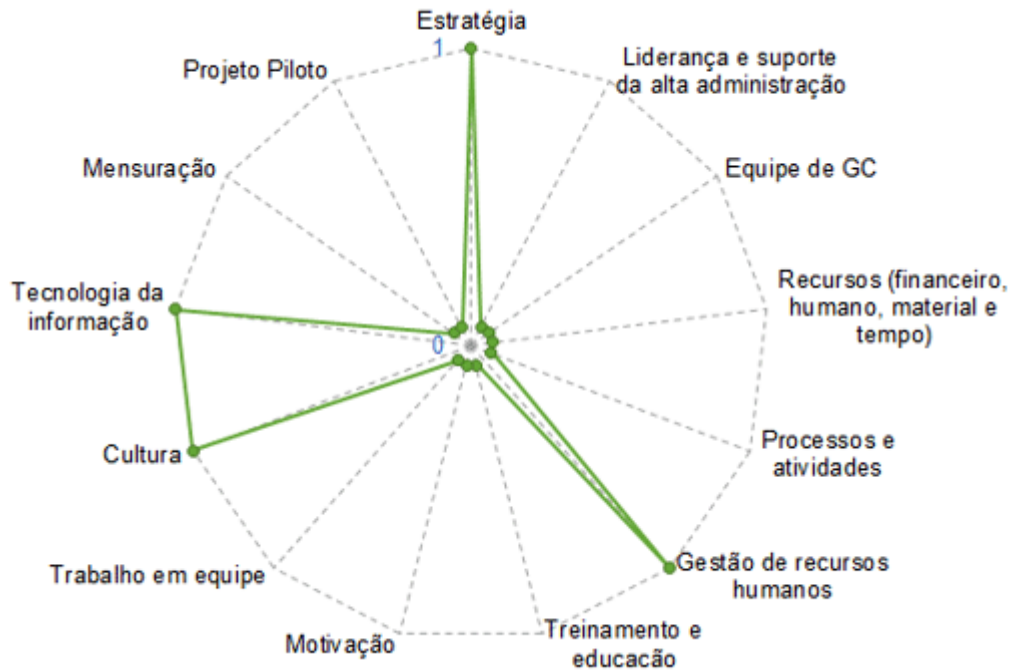 Estratégia
1
Liderança e suporte
da alta administração
Equipe de GC
Recursos (financeiro,
humano, material e
tempo)
Processos e
atividades
Gestão de recursos
humanos
Treinamento e
educacão
Motivação
Trabalho em equipe
Cultura
Tecnologia da
informação
Mensuração
Projeto Piloto
0